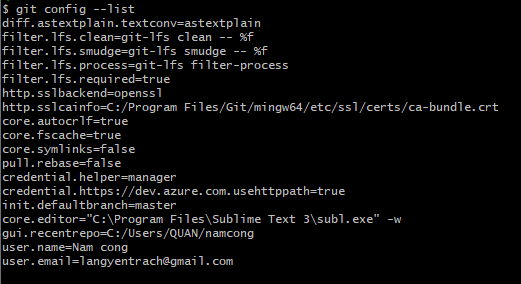 $ git config --list
diff.astextplain.textconv=astextplain
filter.lfs.clean=git-lfs clean -- %f
filter.lfs.smudge=git-lfs smudge -- %f
filter.lfs.process=git-lfs filter-process
filter.lfs.required=true
http.sslbackend=openssl
http.sslcainfo=C:/Program Files/Git/mingw64/etc/ssl/certs/ca-bundle.crt
core.autocrlf=true
core.fscache=true
core.symlinks=false
pull.rebase=false
credential.helper=manager
credential.https://dev.azure.com.usehttppath=true
init.defaultbranch=master
core.editor="C:\Program Files\Sublime Text 3\subl.exe" -w
gui.recentrepo=C:/Users/QUAN/namcong
user.name=Nam cong
user.email=langyentrach@gmail.com